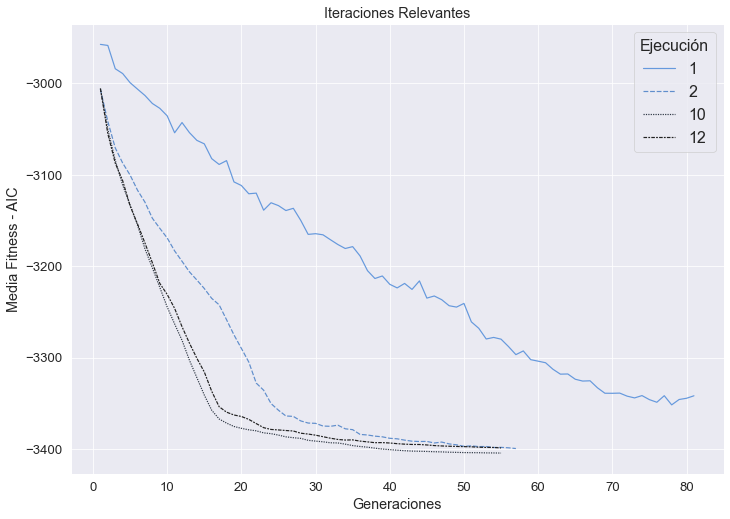 Iteraciones Relevantes
Media Fitness - AIC
−3000
−3100
−3200
−3300
−3400
Ejecución
1
2
10
12
0 10 20 30 40 50 60 70 80
Generaciones